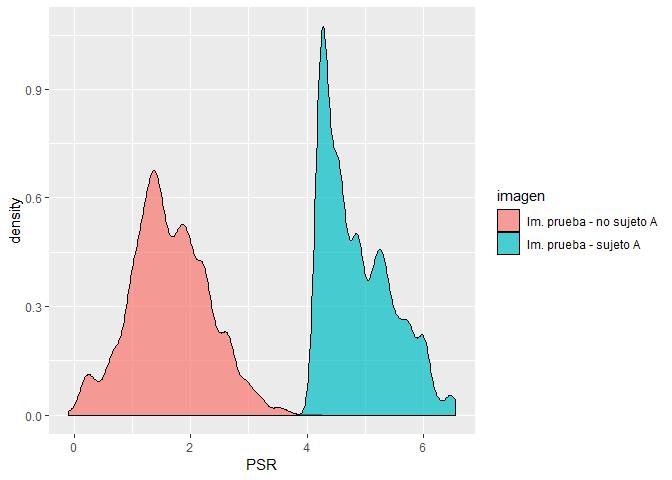 0.9
0.6
0.3
0.0
density
0 2 4 6
PSR
imagen
Im. prueba - no sujeto A
Im. prueba - sujeto A